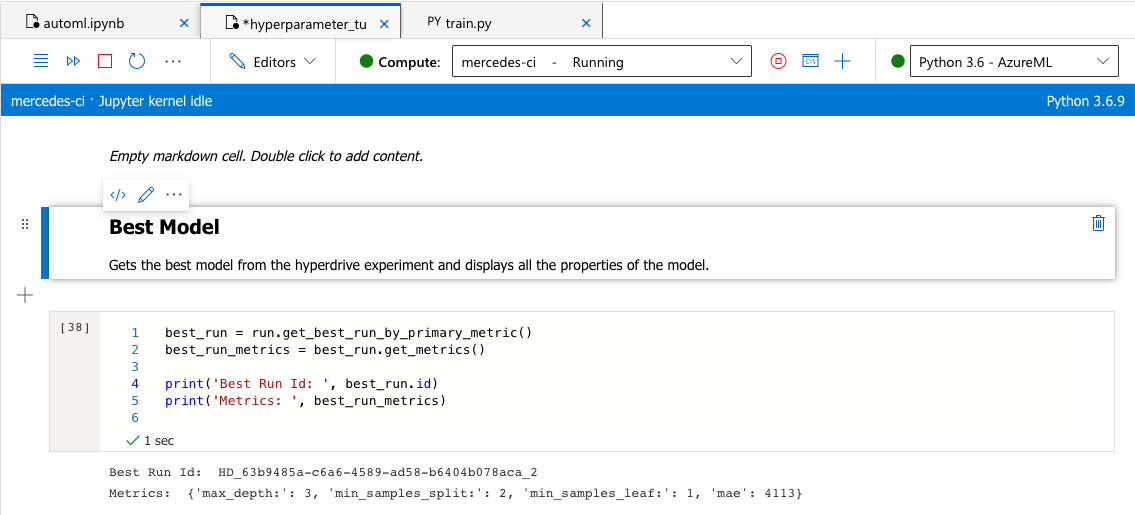 automl.ipynb
*hyperparameter_tu
PY train.py
Editors
Compute:
mercedes-ci - Running
Python 3.6 - AzureML
mercedes-ci · Jupyter kernel idle
Python 3.6.9
Empty markdown cell. Double click to add content.
</> ...
Best Model
Gets the best model from the hyperdrive experiment and displays all the properties of the model.
[38]
1 best_run = run.get_best_run_by_primary_metric()
2 best_run_metrics = best_run.get_metrics()
3
4 print('Best Run Id: ', best_run.id)
5 print('Metrics: ', best_run_metrics)
6
1 sec
Best Run Id:  HD_63b9485a-c6a6-4589-ad58-b6404b078aca_2
Metrics:  {'max_depth:': 3, 'min_samples_split:': 2, 'min_samples_leaf:': 1, 'mae': 4113}